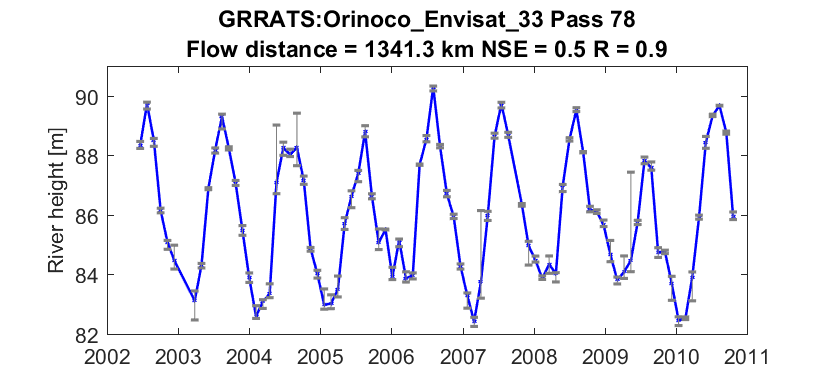 GRRATS:Orinoco_Envisat_33 Pass 78
Flow distance = 1341.3 km NSE = 0.5 R = 0.9
River height [m]
90
88
86
84
82
2002 2003 2004 2005 2006 2007 2008 2009 2010 2011